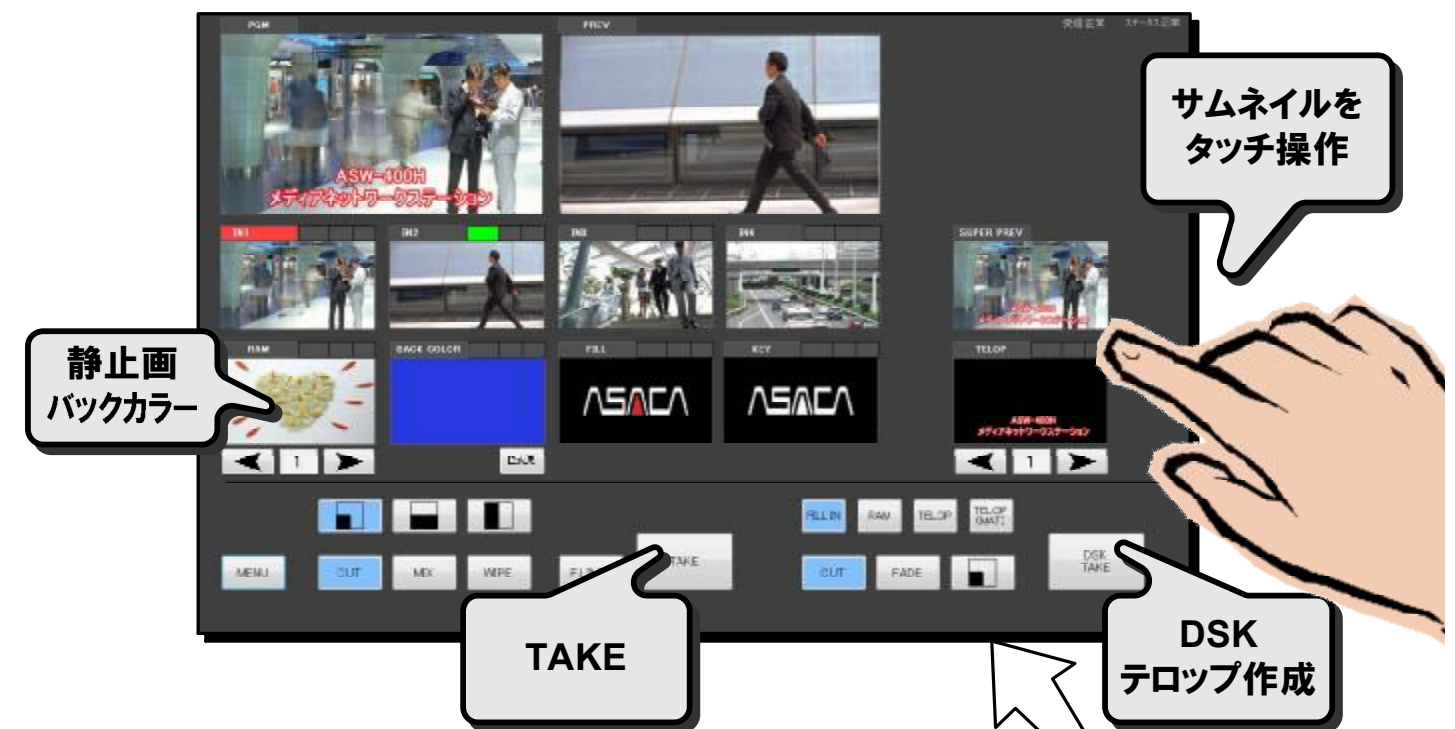 PGM
PREV
サムネイルを
タッチ操作
ASW-400H
メディアネットワークステーション
IN1
IN2
IN3
IN4
SUPER PREV
静止画
バックカラー
RAM
BACK COLOR
FILL
KEY
TELOP
ASACA
ASACA
ASW-400H
メディアネットワークステーション
1
1
FILL IN
RAM
TELOP
TELOP
MENU
CUT
MIX
WIPE
TAKE
CUT
FADE
DSK
TAKE
TAKE
DSK
テロップ作成